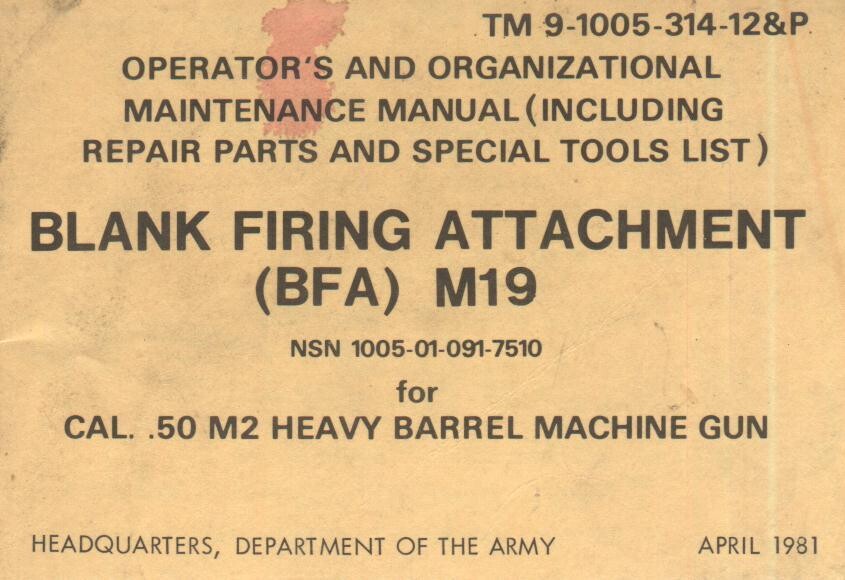 TM 9-1005-314-12&P
OPERATOR'S AND ORGANIZATIONAL
MAINTENANCE MANUAL (INCLUDING
REPAIR PARTS AND SPECIAL TOOLS LIST)
BLANK FIRING ATTACHMENT
(BFA) M19
NSN 1005-01-091-7510
for
CAL. .50 M2 HEAVY BARREL MACHINE GUN
HEADQUARTERS, DEPARTMENT OF THE ARMY APRIL 1981